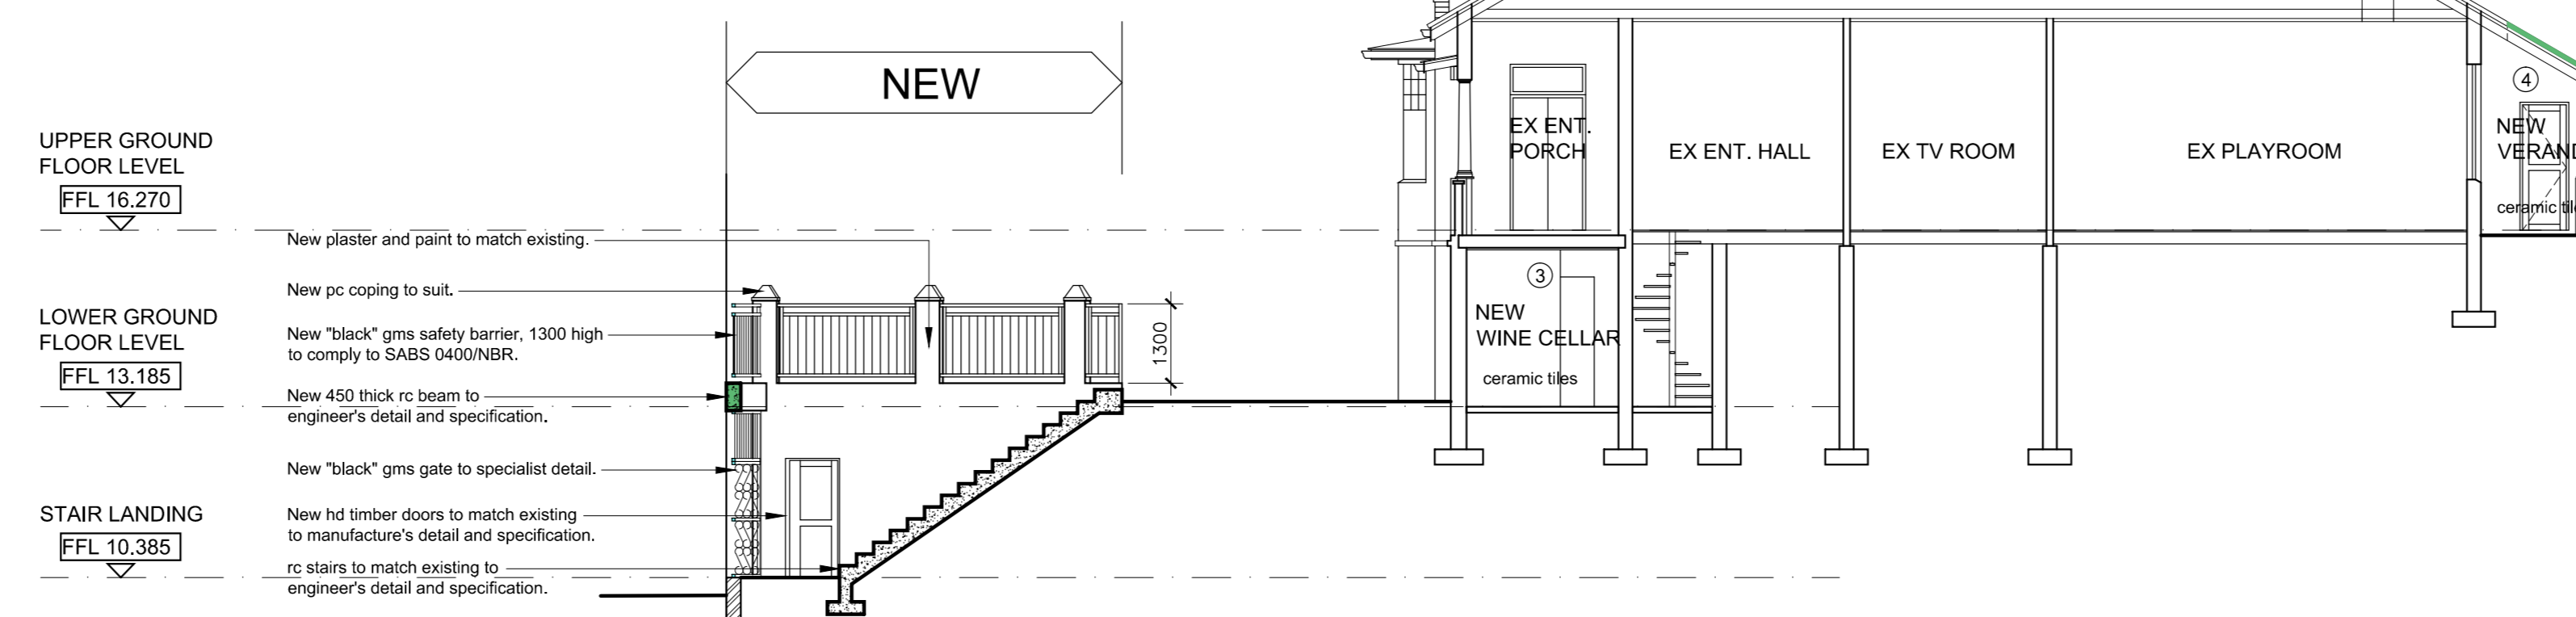 NEW
UPPER GROUND
FLOOR LEVEL
FFL 16.270
LOWER GROUND
FLOOR LEVEL
FFL 13.185
STAIR LANDING
FFL 10.385
New plaster and paint to match existing.
New pc coping to suit.
New "black" gms safety barrier, 1300 high
to comply to SABS 0400/NBR.
New 450 thick rc beam to
engineer's detail and specification.
New "black" gms gate to specialist detail.
New hd timber doors to match existing
to manufacture's detail and specification.
rc stairs to match existing to
engineer's detail and specification.
1300
EX ENT.
PORCH
EX ENT. HALL
EX TV ROOM
EX PLAYROOM
3
NEW
WINE CELLAR
ceramic tiles
4
NEW
VERAND
ceramic til